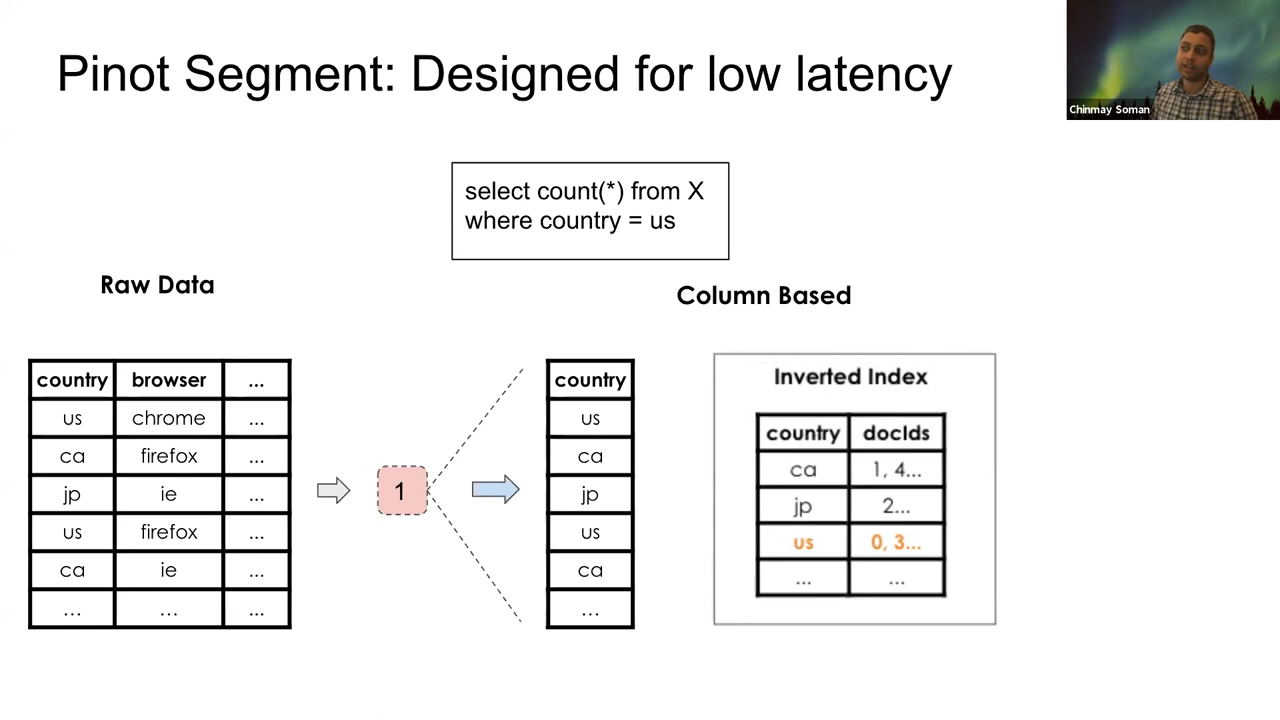 Pinot Segment: Designed for low latency
Chinmay Soman
select count(*) from X
where country = us
Raw Data
Column Based
country browser ...
us chrome ...
ca firefox ...
jp ie ...
us firefox ...
ca ie ...
... ... ...
1
country
us
ca
jp
us
ca
...
Inverted Index
country docIds
ca 1, 4...
jp 2...
us 0, 3...
... ...